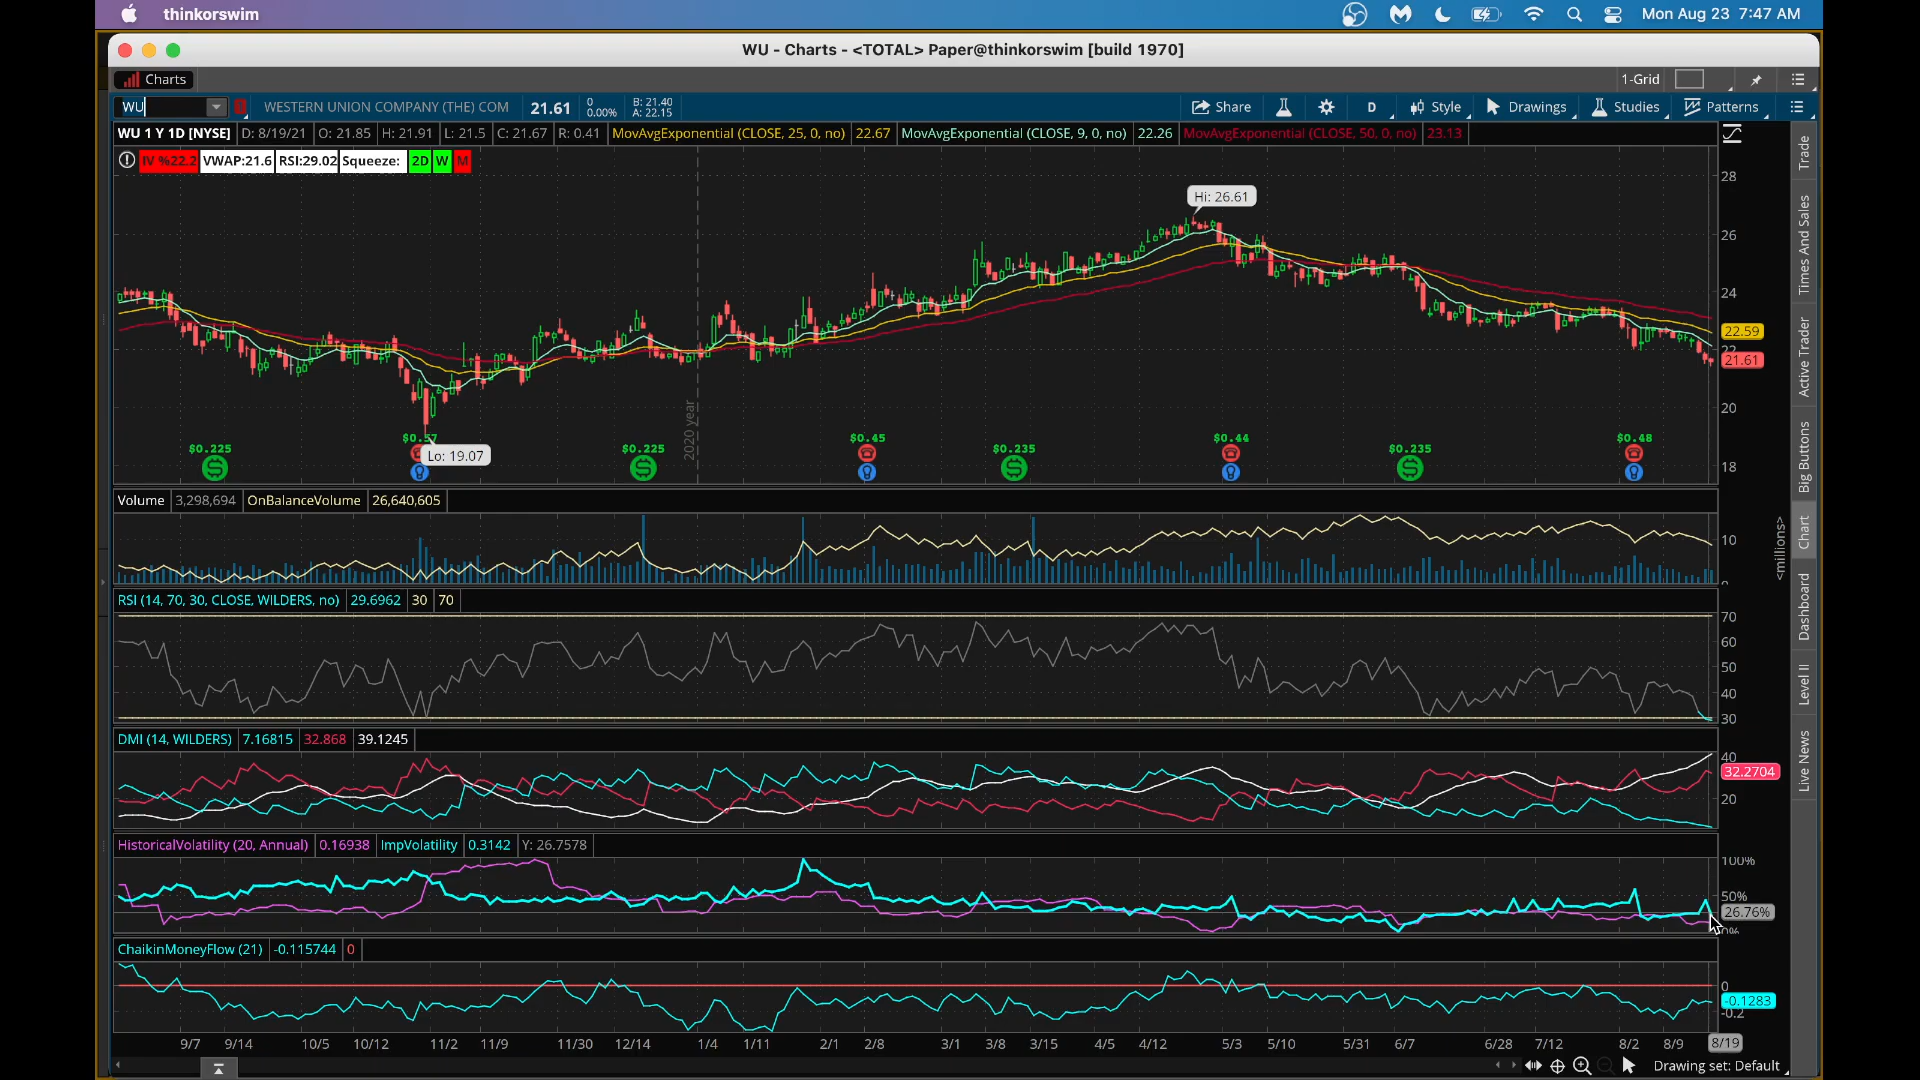 thinkorswim
Mon Aug 23 7:47 AM
WU - Charts - <TOTAL> Paper@thinkorswim [build 1970]
Charts
1-Grid
WU
WESTERN UNION COMPANY (THE) COM
21.61
0
0.00%
B: 21.40
A: 22.15
Share
D
Style
Drawings
Studies
Patterns
WU 1 Y 1D [NYSE] D: 8/19/21 O: 21.85 H: 21.91 L: 21.5 C: 21.67 R: 0.41 MovAvgExponential (CLOSE, 25, 0, no) 22.67 MovAvgExponential (CLOSE, 9, 0, no) 22.26 MovAvgExponential (CLOSE, 50, 0, no) 23.13
IV %22.2 VWAP:21.6 RSI:29.02 Squeeze: 2D W M
Hi: 26.61
Lo: 19.07
2020 year
28
26
24
22.59
22
21.61
20
18
$0.225
$0.57
$0.225
$0.45
$0.235
$0.44
$0.235
$0.48
Volume 3,298,694 OnBalanceVolume 26,640,605
10
0
<millions>
RSI (14, 70, 30, CLOSE, WILDERS, no) 29.6962 30 70
70
60
50
40
30
DMI (14, WILDERS) 7.16815 32.868 39.1245
40
32.2704
20
HistoricalVolatility (20, Annual) 0.16938 ImpVolatility 0.3142 Y: 26.7578
100%
50%
26.76%
0%
ChaikinMoneyFlow (21) -0.115744 0
0
-0.1283
-0.2
9/7 9/14 10/5 10/12 11/2 11/9 11/30 12/14 1/4 1/11 2/1 2/8 3/1 3/8 3/15 4/5 4/12 5/3 5/10 5/31 6/7 6/28 7/12 8/2 8/9 8/19
Drawing set: Default
Trade
Times And Sales
Active Trader
Big Buttons
Chart
Dashboard
Level II
Live News